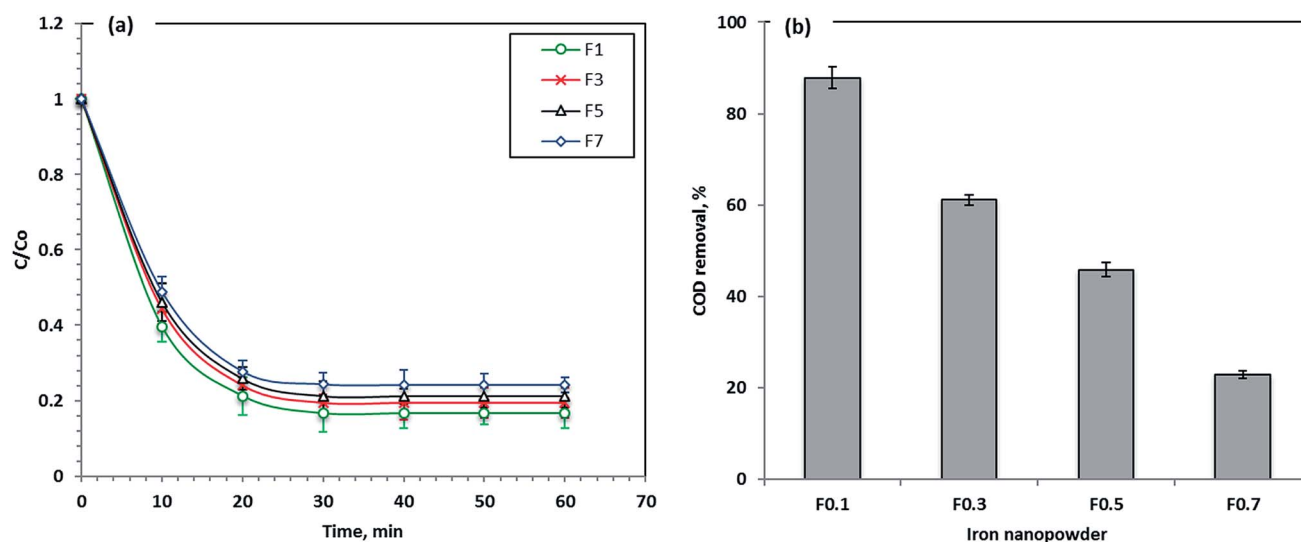 (a)
1.2
1
0.8
0.6
0.4
0.2
0
C/Co
0 10 20 30 40 50 60 70
Time, min
F1
F3
F5
F7
(b)
100
80
60
40
20
0
COD removal, %
F0.1 F0.3 F0.5 F0.7
Iron nanopowder